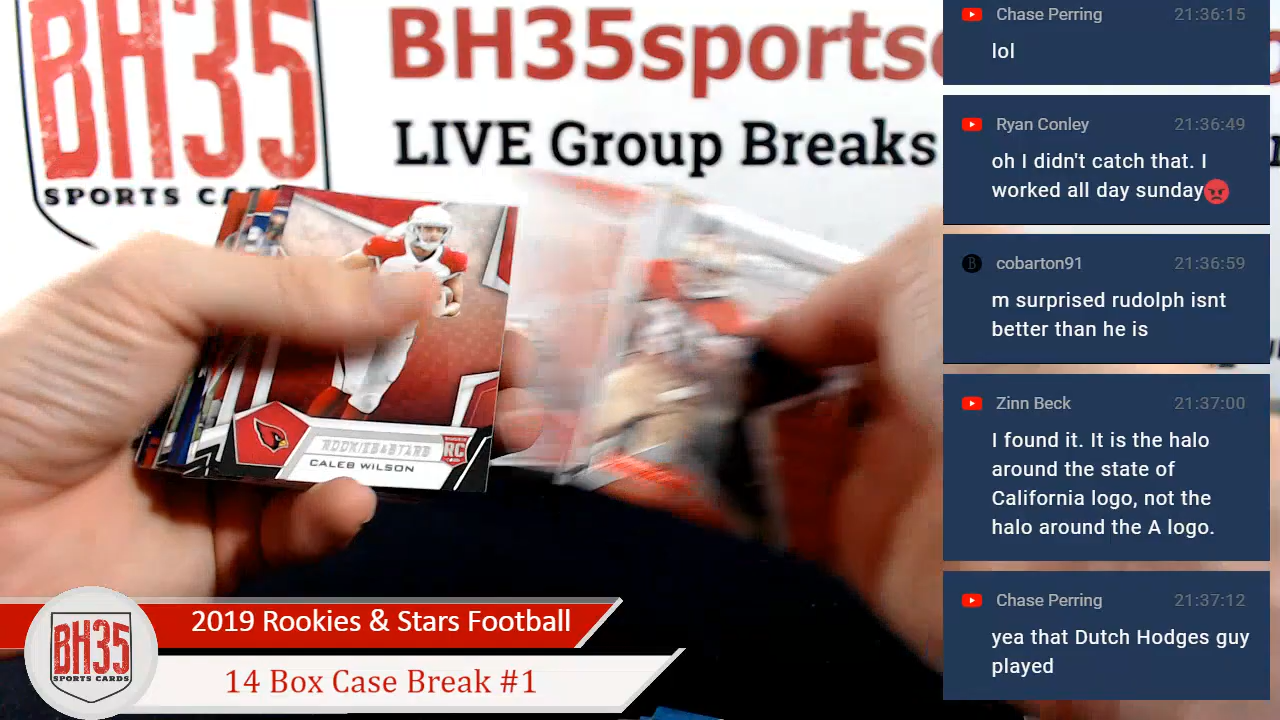 BH35
SPORTS CA
BH35sportsc
LIVE Group Breaks
ROOKIES&STARS
RC
CALEB WILSON
BH35
SPORTS CARDS
2019 Rookies & Stars Football
14 Box Case Break #1
Chase Perring 21:36:15
lol
Ryan Conley 21:36:49
oh I didn't catch that. I
worked all day sunday😡
cobarton91 21:36:59
m surprised rudolph isnt
better than he is
Zinn Beck 21:37:00
I found it. It is the halo
around the state of
California logo, not the
halo around the A logo.
Chase Perring 21:37:12
yea that Dutch Hodges guy
played